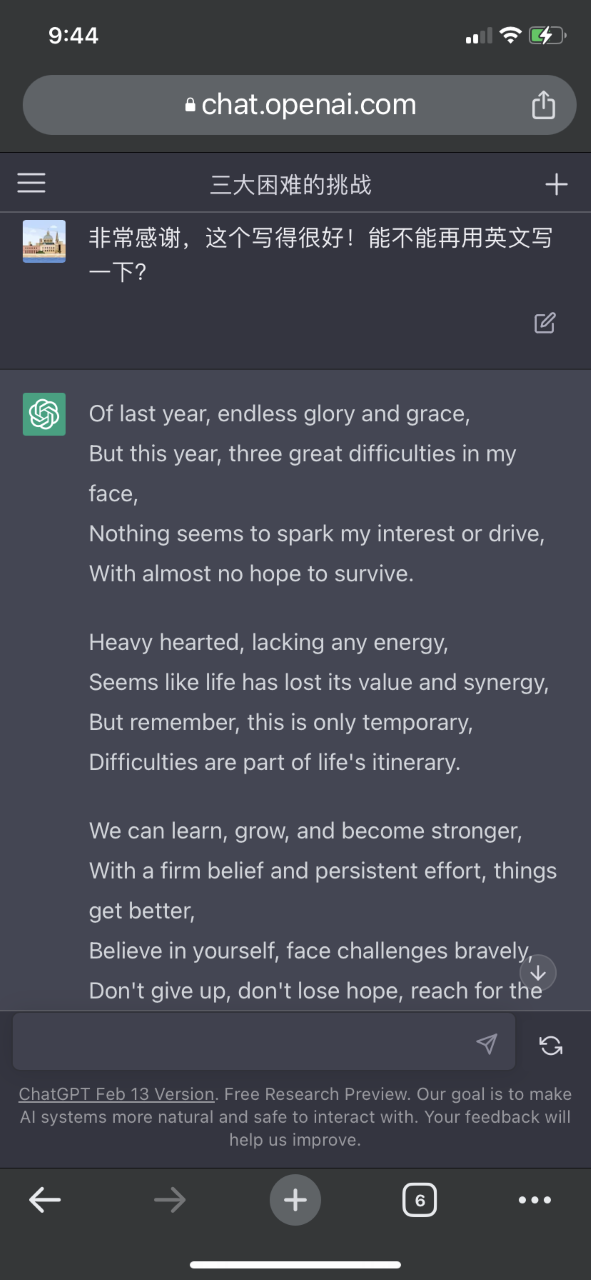 9:44
chat.openai.com
三大困难的挑战
非常感谢，这个写得很好！能不能再用英文写
一下?
Of last year, endless glory and grace,
But this year, three great difficulties in my
face,
Nothing seems to spark my interest or drive,
With almost no hope to survive.
Heavy hearted, lacking any energy,
Seems like life has lost its value and synergy,
But remember, this is only temporary,
Difficulties are part of life's itinerary.
We can learn, grow, and become stronger,
With a firm belief and persistent effort, things
get better,
Believe in yourself, face challenges bravely,
Don't give up, don't lose hope, reach for the
ChatGPT Feb 13 Version. Free Research Preview. Our goal is to make
AI systems more natural and safe to interact with. Your feedback will
help us improve.
6